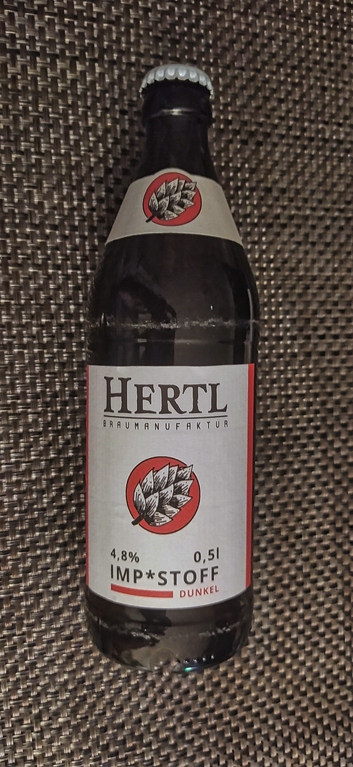 HERTL
BRAUMANUFAKTUR
4,8% 0,5l
IMP*STOFF
DUNKEL